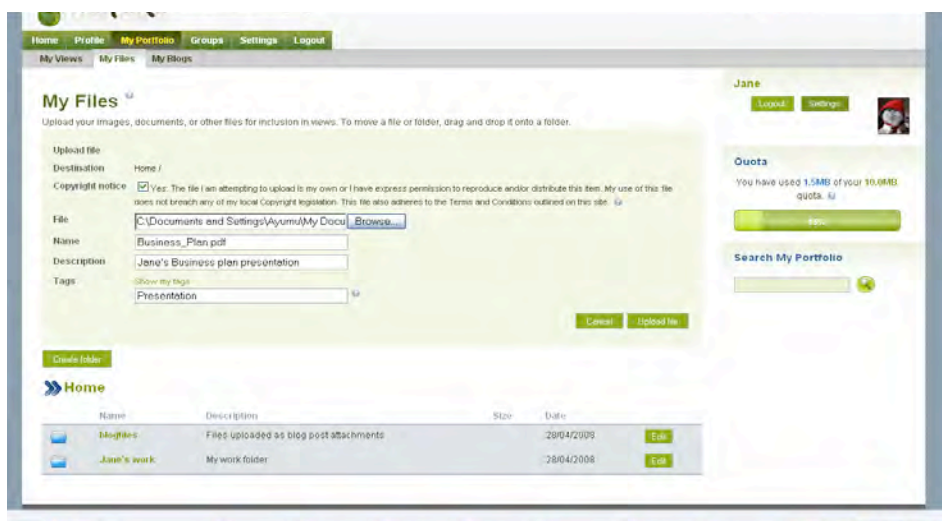 Home Profile My Portfolio Groups Settings Logout
My Views My Files My Blogs
My Files
Upload your images, documents, or other files for inclusion in views. To move a file or folder, drag and drop it onto a folder.
Upload file
Destination Home /
Copyright notice Yes: The file I am attempting to upload is my own or I have express permission to reproduce and/or distribute this item. My use of this file
does not breach any of my local Copyright legislation. This file also adheres to the Terms and Conditions outlined on this site.
File C:\Documents and Settings\Ayumu\My Docu Browse...
Name Business_Plan.pdf
Description Jane's Business plan presentation
Tags Show my tags
Presentation
Cancel Upload file
Create folder
Home
Name Description Size Date
blogfiles Files uploaded as blog post attachments 28/04/2008 Edit
Jane's work My work folder 28/04/2008 Edit
Jane
Logout Settings
Quota
You have used 1.5MB of your 10.0MB
quota.
Search My Portfolio